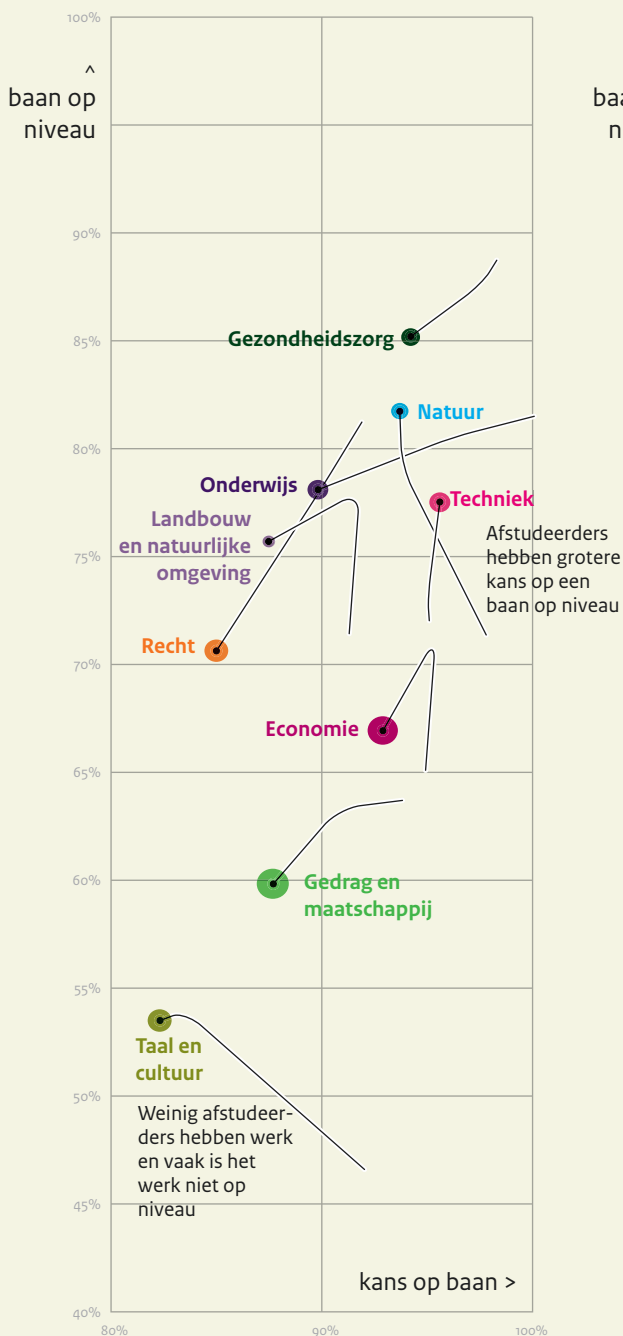 100%
^
baan op
niveau
baa
n
90%
Gezondheidszorg
85%
Natuur
80%
Onderwijs
Techniek
Landbouw
en natuurlijke
omgeving
Afstudeerders
hebben grotere
kans op een
baan op niveau
75%
Recht
70%
Economie
65%
60%
Gedrag en
maatschappij
55%
Taal en
cultuur
50%
Weinig afstudeer-
ders hebben werk
en vaak is het
werk niet op
niveau
45%
kans op baan >
40%
80%
90%
100%